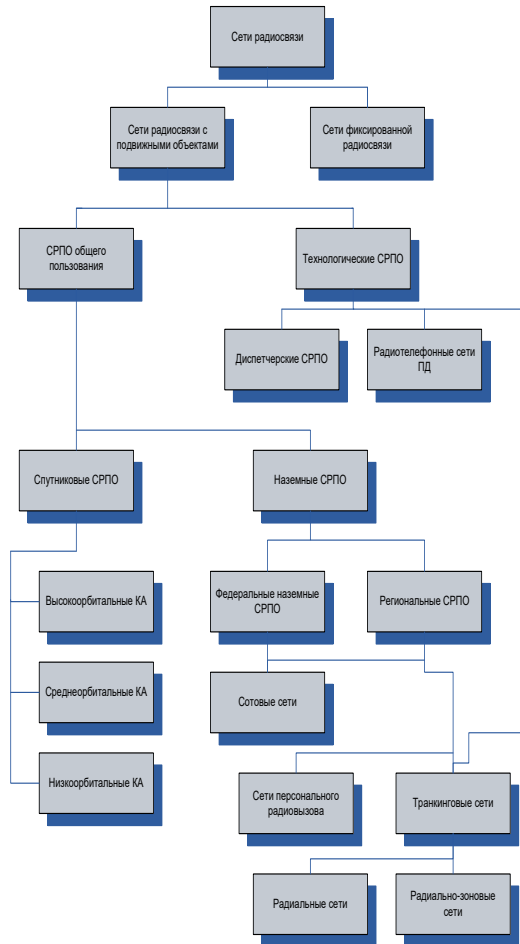 Сети радиосвязи
Сети радиосвязи с
подвижными объектами
Сети фиксированной
радиосвязи
СРПО общего
пользования
Технологические СРПО
Диспетчерские СРПО
Радиотелефонные сети
ПД
Спутниковые СРПО
Наземные СРПО
Высокоорбитальные КА
Федеральные наземные
СРПО
Региональные СРПО
Среднеорбитальные КА
Сотовые сети
Низкоорбитальные КА
Сети персонального
радиовызова
Транкинговые сети
Радиальные сети
Радиально-зоновые
сети